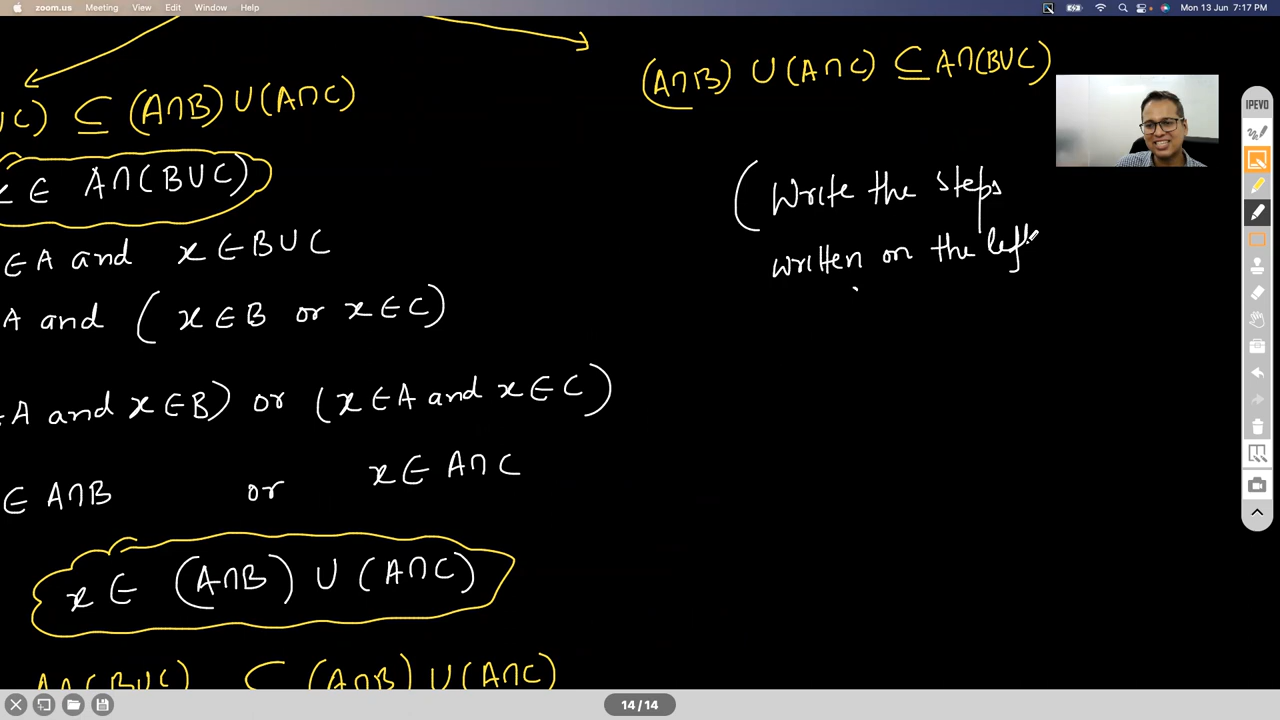 zoom.us Meeting View Edit Window Help
Mon 13 Jun 7:17 PM
UC) ⊆ (A∩B) ∪ (A∩C)
x ∈ A∩(B∪C)
∈ A and x ∈ B∪C
A and (x ∈ B or x ∈ C)
∈ A and x ∈ B) or (x ∈ A and x ∈ C)
∈ A∩B or x ∈ A∩C
x ∈ (A∩B) ∪ (A∩C)
A∩(B∪C) ⊆ (A∩B) ∪ (A∩C)
(A∩B) ∪ (A∩C) ⊆ A∩(B∪C)
(Write the steps
written on the left
IPEVO
14/14